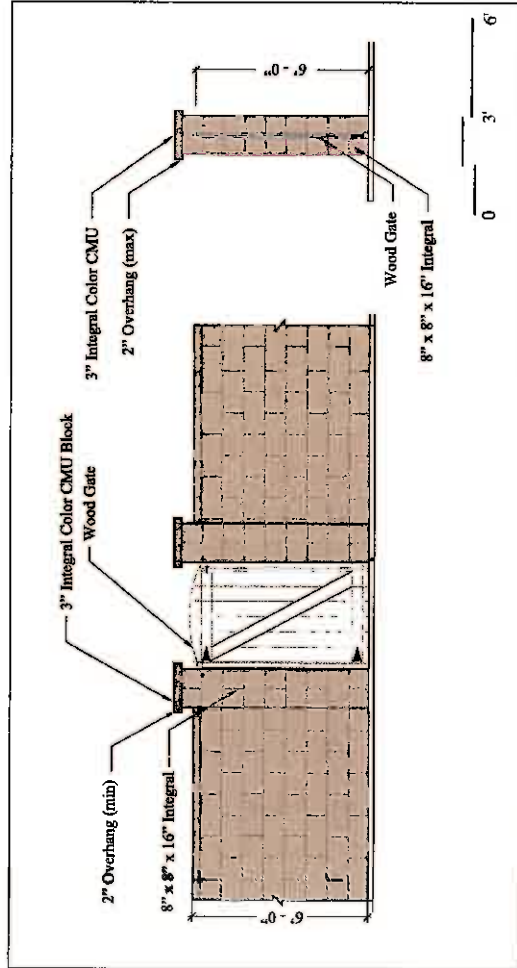 2" Overhang (min)
3" Integral Color CMU Block
Wood Gate
8" x 8" x 16" Integral
6' - 0"
3" Integral Color CMU
2" Overhang (max)
6' - 0"
Wood Gate
8" x 8" x 16" Integral
0 3' 6'